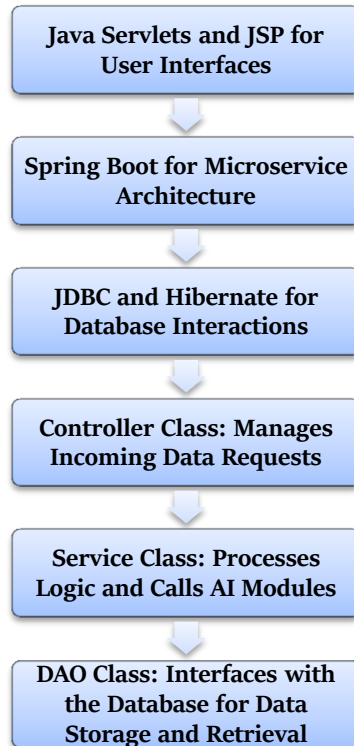 Java Servlets and JSP for
User Interfaces
Spring Boot for Microservice
Architecture
JDBC and Hibernate for
Database Interactions
Controller Class: Manages
Incoming Data Requests
Service Class: Processes
Logic and Calls AI Modules
DAO Class: Interfaces with
the Database for Data
Storage and Retrieval